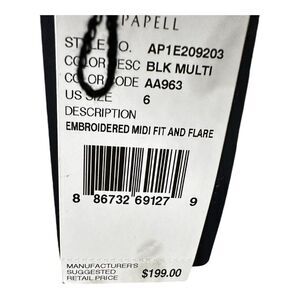 PAPELL
STYLE NO. AP1E209203
COLOR DESC BLK MULTI
COLOR CODE AA963
US SIZE 6
DESCRIPTION
EMBROIDERED MIDI FIT AND FLARE
8 86732 69127 9
MANUFACTURER'S
SUGGESTED
RETAIL PRICE $199.00